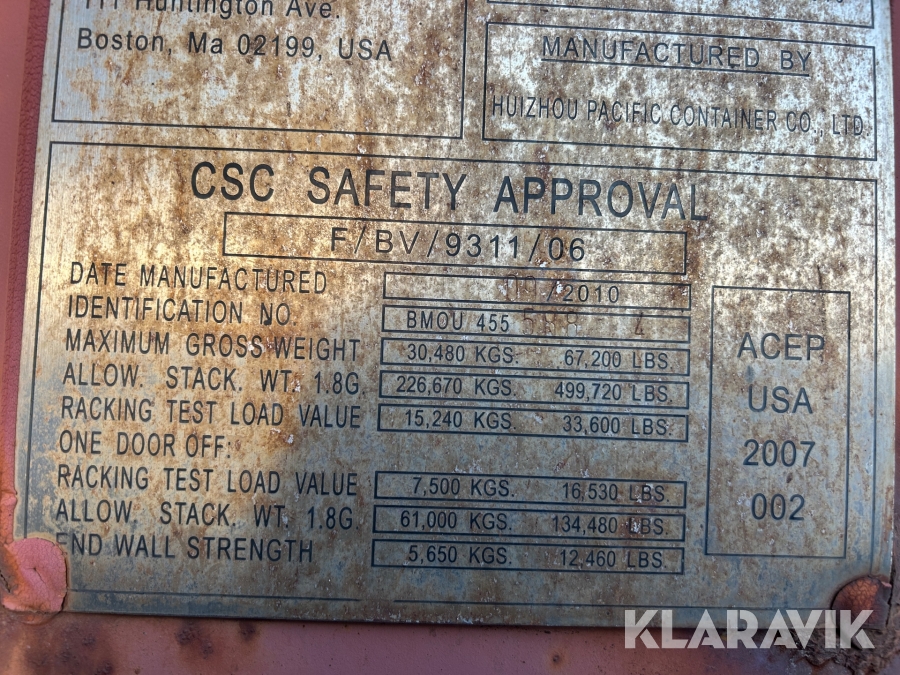 111 Huntington Ave.
Boston, Ma 02199, USA
MANUFACTURED BY
HUIZHOU PACIFIC CONTAINER CO., LTD.
CSC SAFETY APPROVAL
F/BV/9311/06
DATE MANUFACTURED /2010
IDENTIFICATION NO. BMOU 455 4
MAXIMUM GROSS WEIGHT 30,480 KGS. 67,200 LBS.
ALLOW. STACK. WT. 1.8G 226,670 KGS. 499,720 LBS.
RACKING TEST LOAD VALUE 15,240 KGS. 33,600 LBS.
ONE DOOR OFF:
RACKING TEST LOAD VALUE 7,500 KGS. 16,530 LBS.
ALLOW. STACK. WT. 1.8G 61,000 KGS. 134,480 LBS.
END WALL STRENGTH 5,650 KGS. 12,460 LBS.
ACEP
USA
2007
002
KLARAVIK